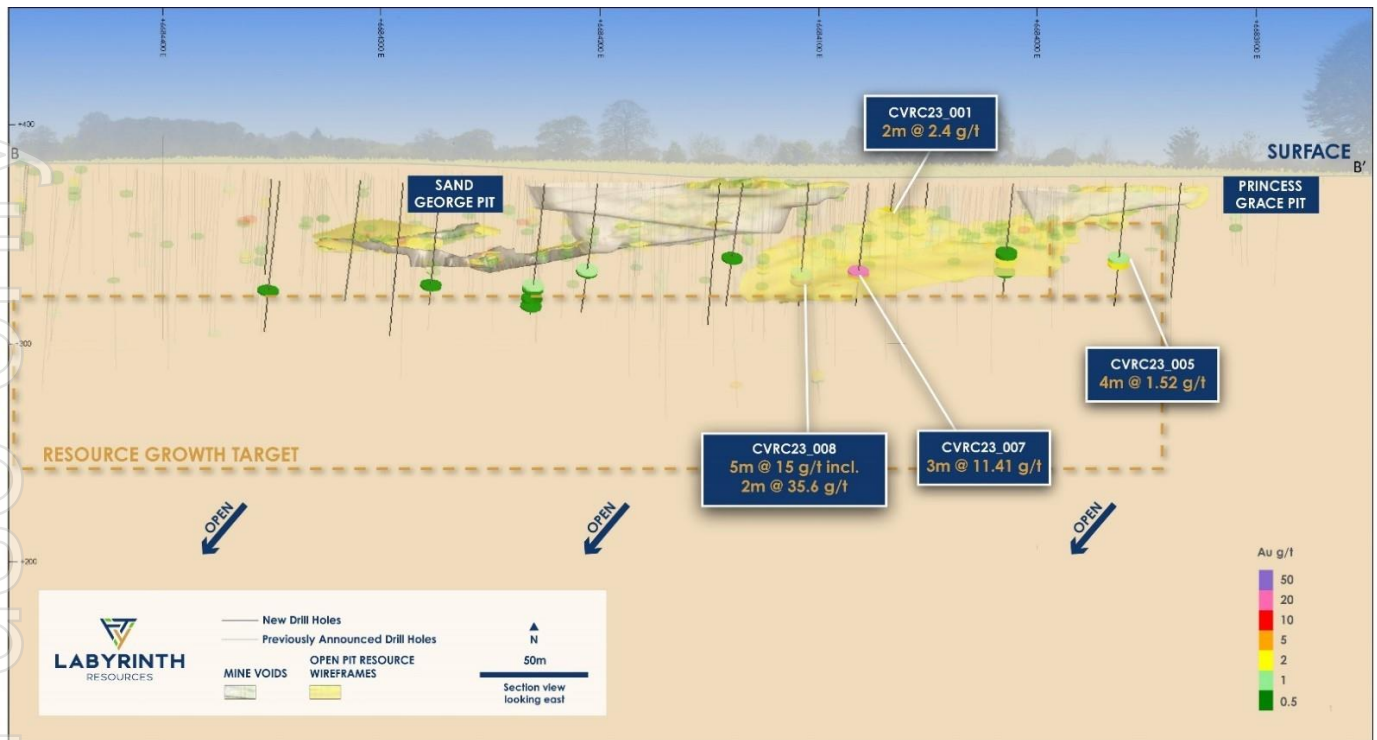 +400
B
CVRC23_001
2m @ 2.4 g/t
SURFACE
B'
SAND
GEORGE PIT
PRINCESS
GRACE PIT
+300
CVRC23_005
4m @ 1.52 g/t
CVRC23_008
5m @ 15 g/t incl.
2m @ 35.6 g/t
CVRC23_007
3m @ 11.41 g/t
RESOURCE GROWTH TARGET
OPEN
OPEN
OPEN
+200
LABYRINTH
RESOURCES
New Drill Holes
Previously Announced Drill Holes
MINE VOIDS
OPEN PIT RESOURCE
WIREFRAMES
N
50m
Section view
looking east
Au g/t
50
20
10
5
2
1
0.5